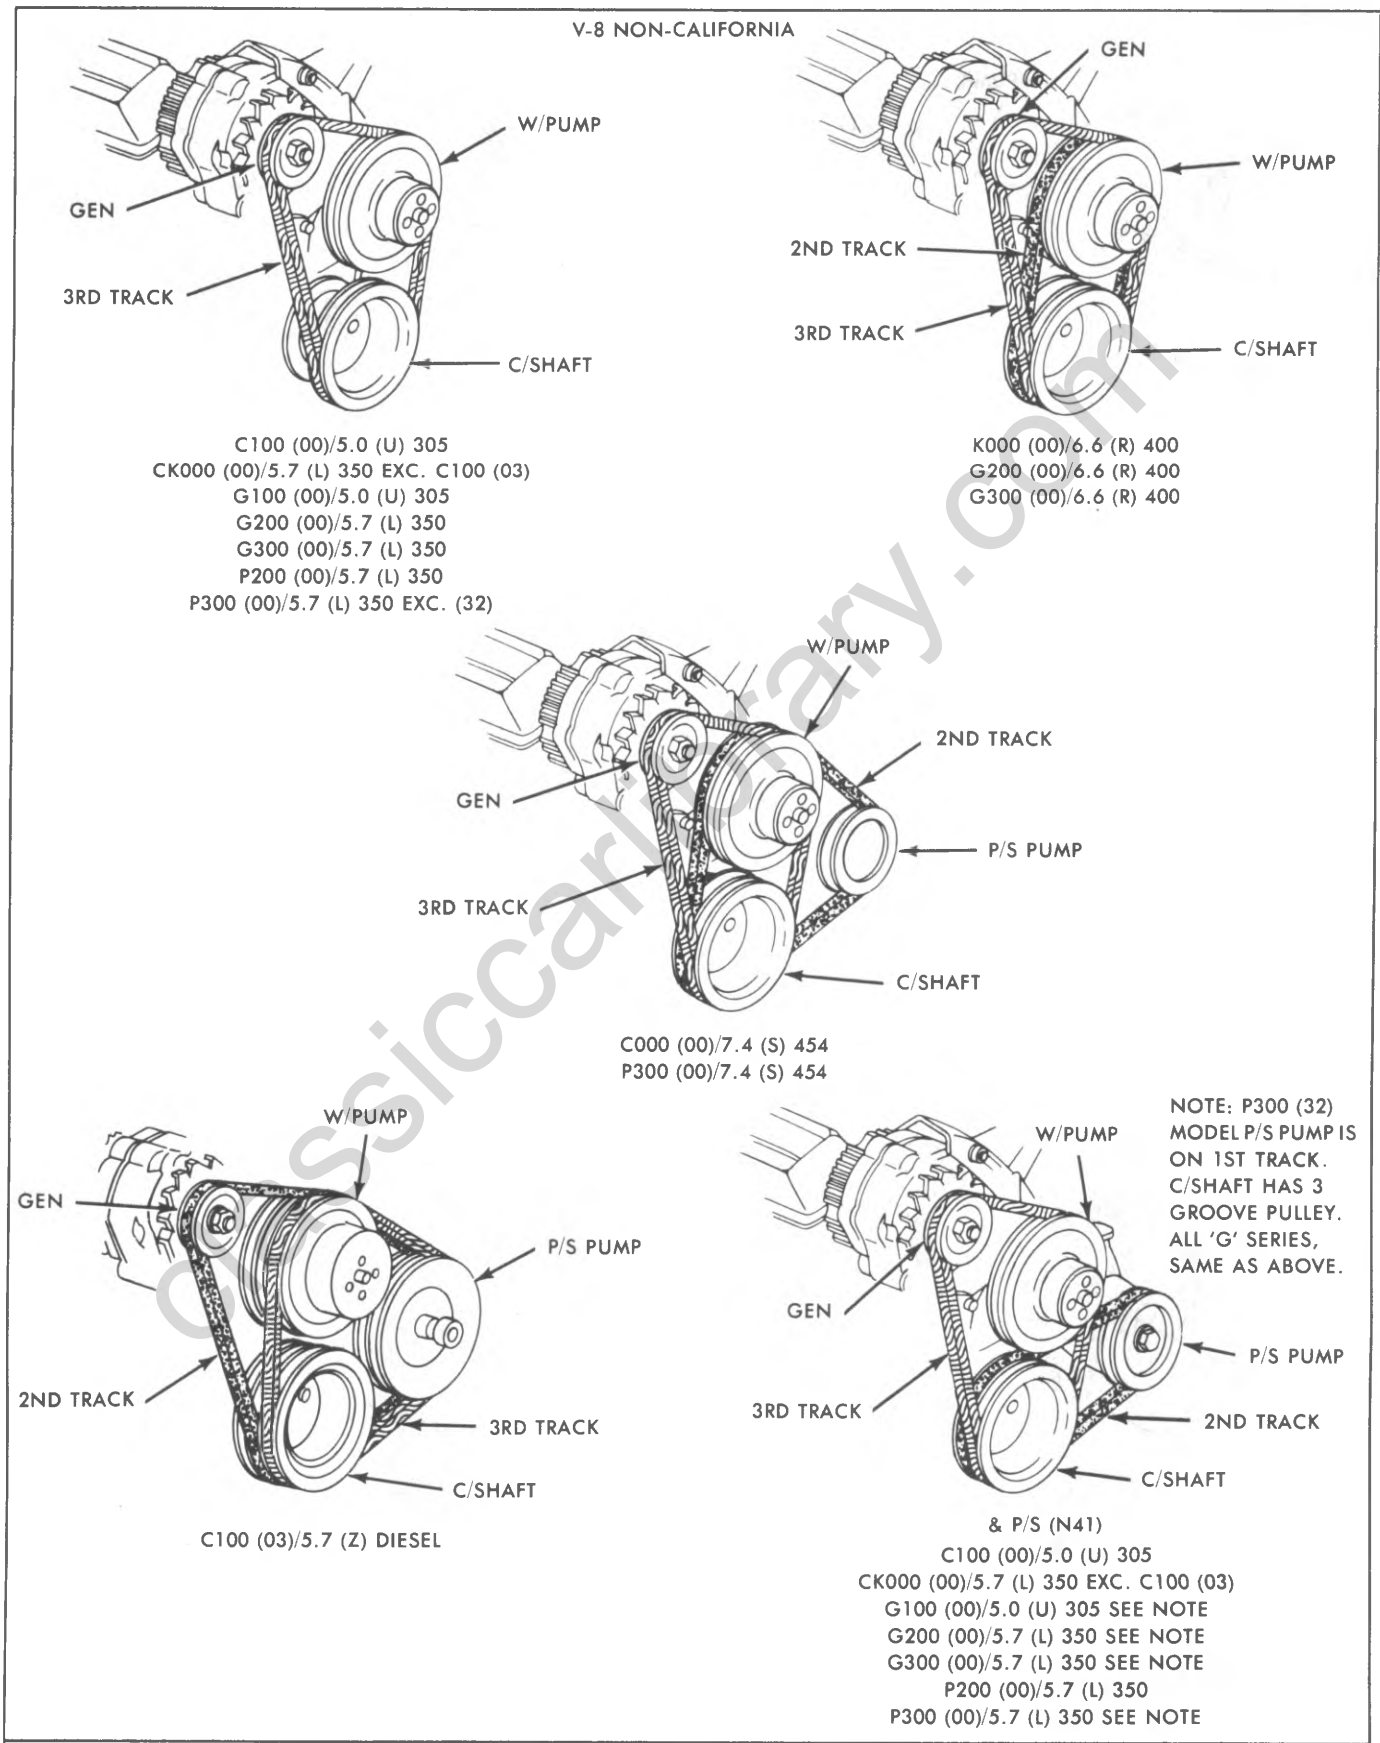 V-8 NON-CALIFORNIA
W/PUMP
GEN
3RD TRACK
C/SHAFT
C100 (00)/5.0 (U) 305
CK000 (00)/5.7 (L) 350 EXC. C100 (03)
G100 (00)/5.0 (U) 305
G200 (00)/5.7 (L) 350
G300 (00)/5.7 (L) 350
P200 (00)/5.7 (L) 350
P300 (00)/5.7 (L) 350 EXC. (32)
GEN
W/PUMP
2ND TRACK
3RD TRACK
C/SHAFT
K000 (00)/6.6 (R) 400
G200 (00)/6.6 (R) 400
G300 (00)/6.6 (R) 400
W/PUMP
2ND TRACK
GEN
P/S PUMP
3RD TRACK
C/SHAFT
C000 (00)/7.4 (S) 454
P300 (00)/7.4 (S) 454
W/PUMP
GEN
P/S PUMP
2ND TRACK
3RD TRACK
C/SHAFT
C100 (03)/5.7 (Z) DIESEL
NOTE: P300 (32)
MODEL P/S PUMP IS
ON 1ST TRACK.
C/SHAFT HAS 3
GROOVE PULLEY.
ALL 'G' SERIES,
SAME AS ABOVE.
W/PUMP
GEN
P/S PUMP
3RD TRACK
2ND TRACK
C/SHAFT
& P/S (N41)
C100 (00)/5.0 (U) 305
CK000 (00)/5.7 (L) 350 EXC. C100 (03)
G100 (00)/5.0 (U) 305 SEE NOTE
G200 (00)/5.7 (L) 350 SEE NOTE
G300 (00)/5.7 (L) 350 SEE NOTE
P200 (00)/5.7 (L) 350
P300 (00)/5.7 (L) 350 SEE NOTE
classiccarlibrary.com